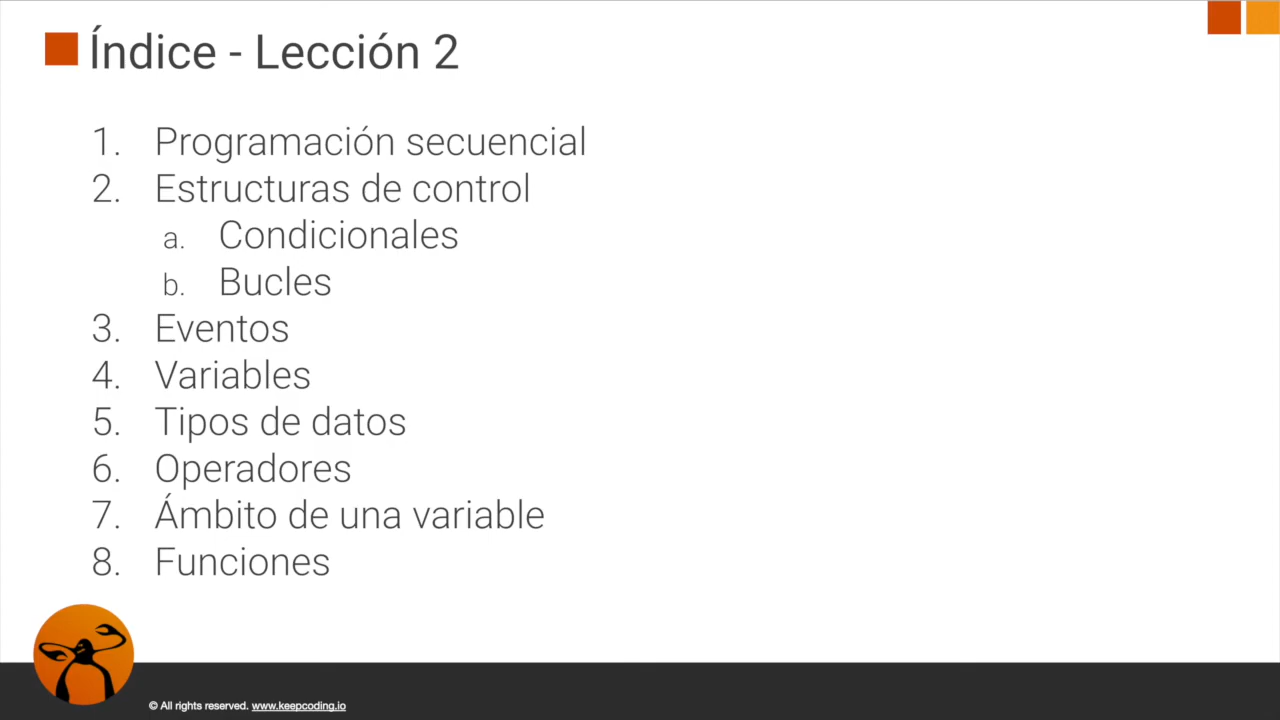 Índice - Lección 2
1. Programación secuencial
2. Estructuras de control
a. Condicionales
b. Bucles
3. Eventos
4. Variables
5. Tipos de datos
6. Operadores
7. Ámbito de una variable
8. Funciones
© All rights reserved. www.keepcoding.io